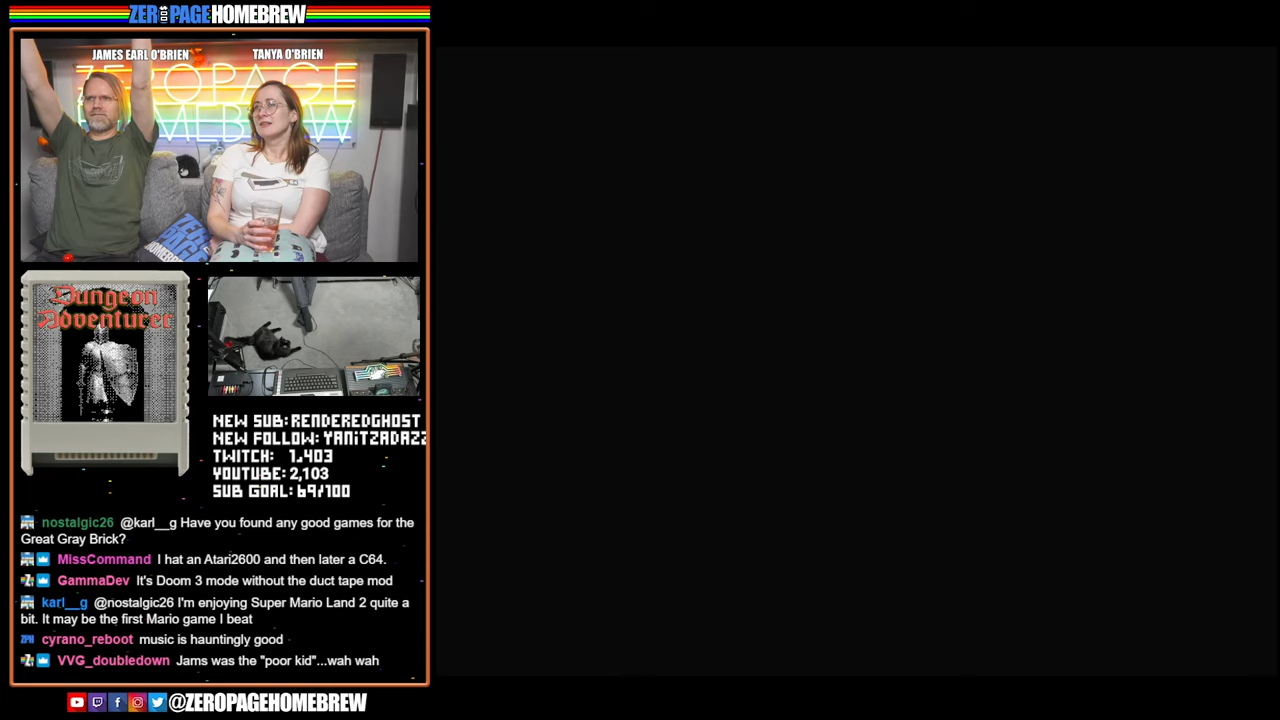 ZEROPAGE HOMEBREW
JAMES EARL O'BRIEN
TANYA O'BRIEN
ZEROPAGE
HOMEBREW
Dungeon
Adventurer
NEW SUB: RENDEREDGHOST
NEW FOLLOW: YANITZADAZZ
TWITCH: 1,403
YOUTUBE: 2,103
SUB GOAL: 69/100
nostalgic26 @karl__g Have you found any good games for the
Great Gray Brick?
MissCommand I hat an Atari2600 and then later a C64.
GammaDev It's Doom 3 mode without the duct tape mod
karl__g @nostalgic26 I'm enjoying Super Mario Land 2 quite a
bit. It may be the first Mario game I beat
ZPH cyrano_reboot music is hauntingly good
VVG_doubledown Jams was the "poor kid"...wah wah
@ZEROPAGEHOMEBREW